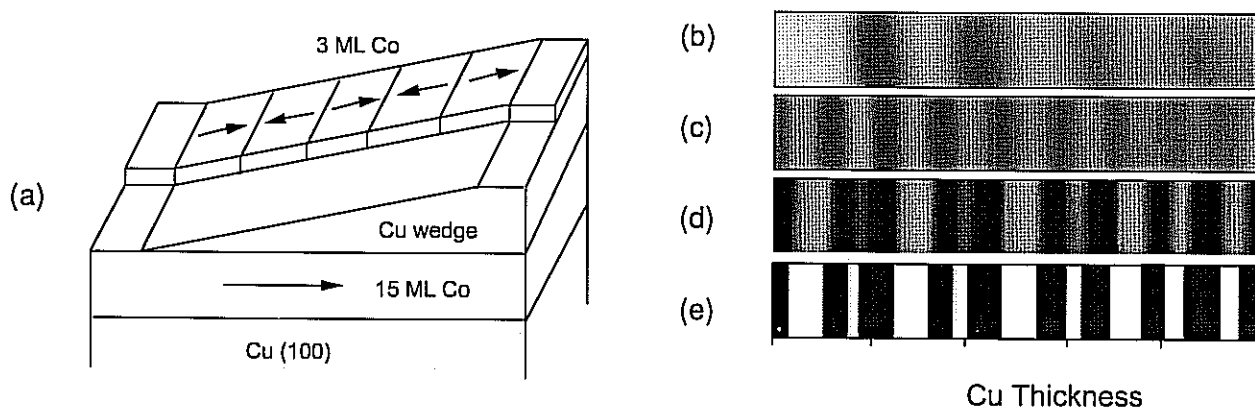 (a)
3 ML Co
Cu wedge
15 ML Co
Cu (100)
(b)
(c)
(d)
(e)
Cu Thickness